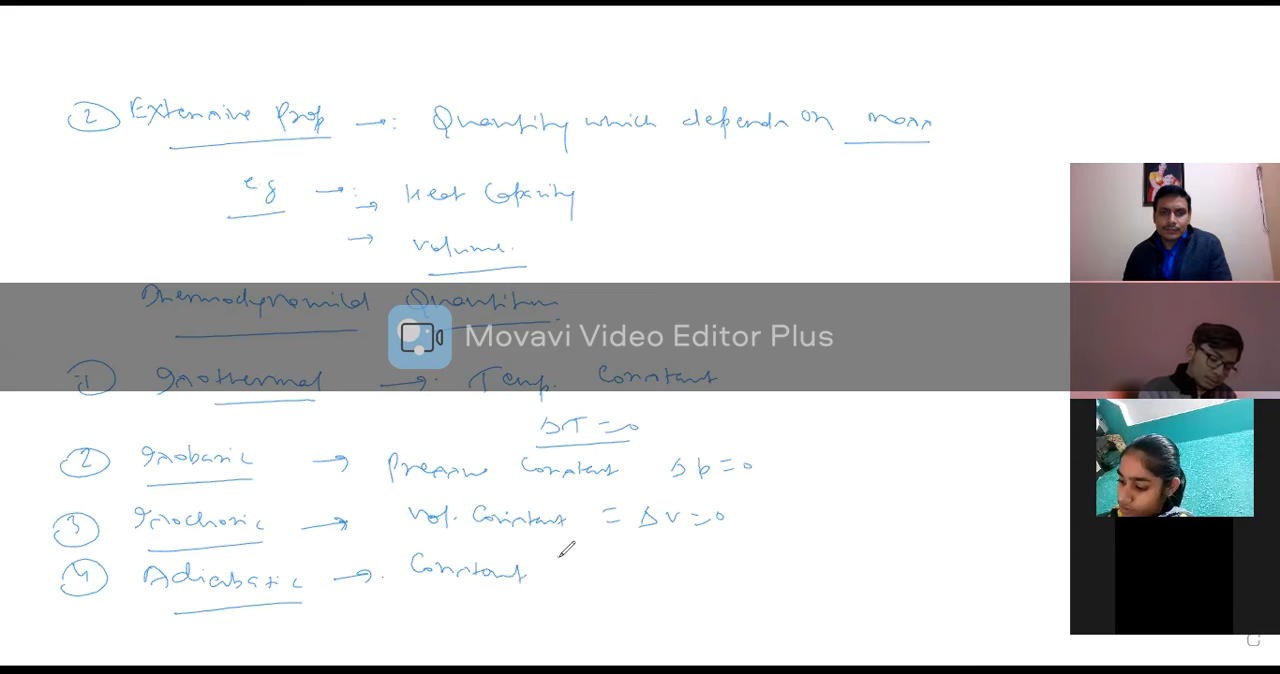 2 Extensive Prop → : Quantity which depends on mass
e.g → : → Heat Capacity
→ Volume.
Thermodynamical Quantities
Movavi Video Editor Plus
1 Isothermal → Temp. Constant
ΔT = 0
2 Isobaric → Pressure Constant Δp = 0
3 Isochoric → Vol. Constant = ΔV = 0
4 Adiabatic → Constant